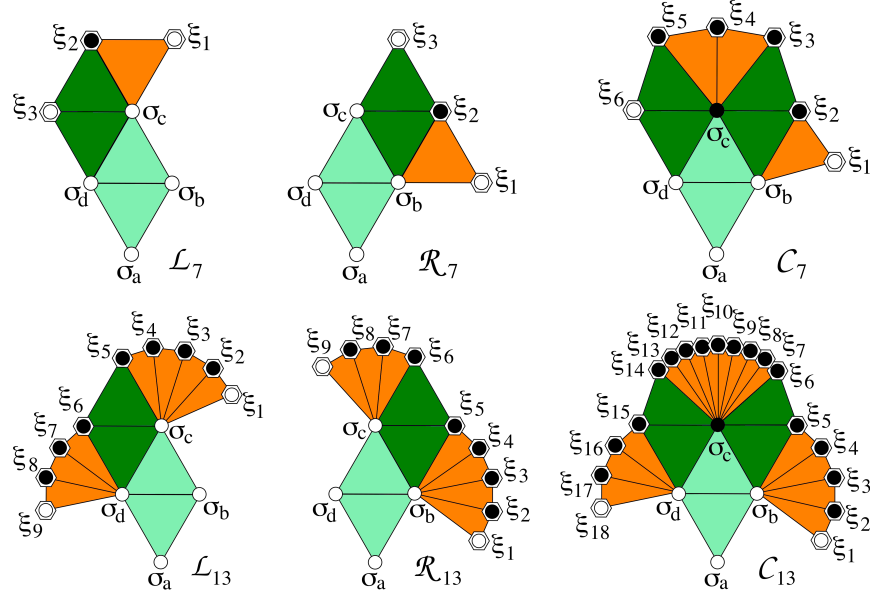 ξ2 ξ1
ξ3
σc
σd σb
σa
ℒ7
ξ3
σc ξ2
σd σb ξ1
σa
ℛ7
ξ5 ξ4 ξ3
ξ6 ξ2
σc
ξ1
σd σb
σa
𝒞7
ξ5 ξ4 ξ3
ξ2
ξ1
ξ6
ξ7
ξ8
ξ9
σc
σd σb
σa
ℒ13
ξ9 ξ8 ξ7
ξ6
σc ξ5
ξ4
ξ3
ξ2
ξ1
σd σb
σa
ℛ13
ξ10
ξ12 ξ11 ξ9 ξ8
ξ13 ξ7
ξ14 ξ6
ξ15 ξ5
σc
ξ16 ξ4
ξ17 ξ3
ξ18 ξ2
σd σb
ξ1
σa
𝒞13